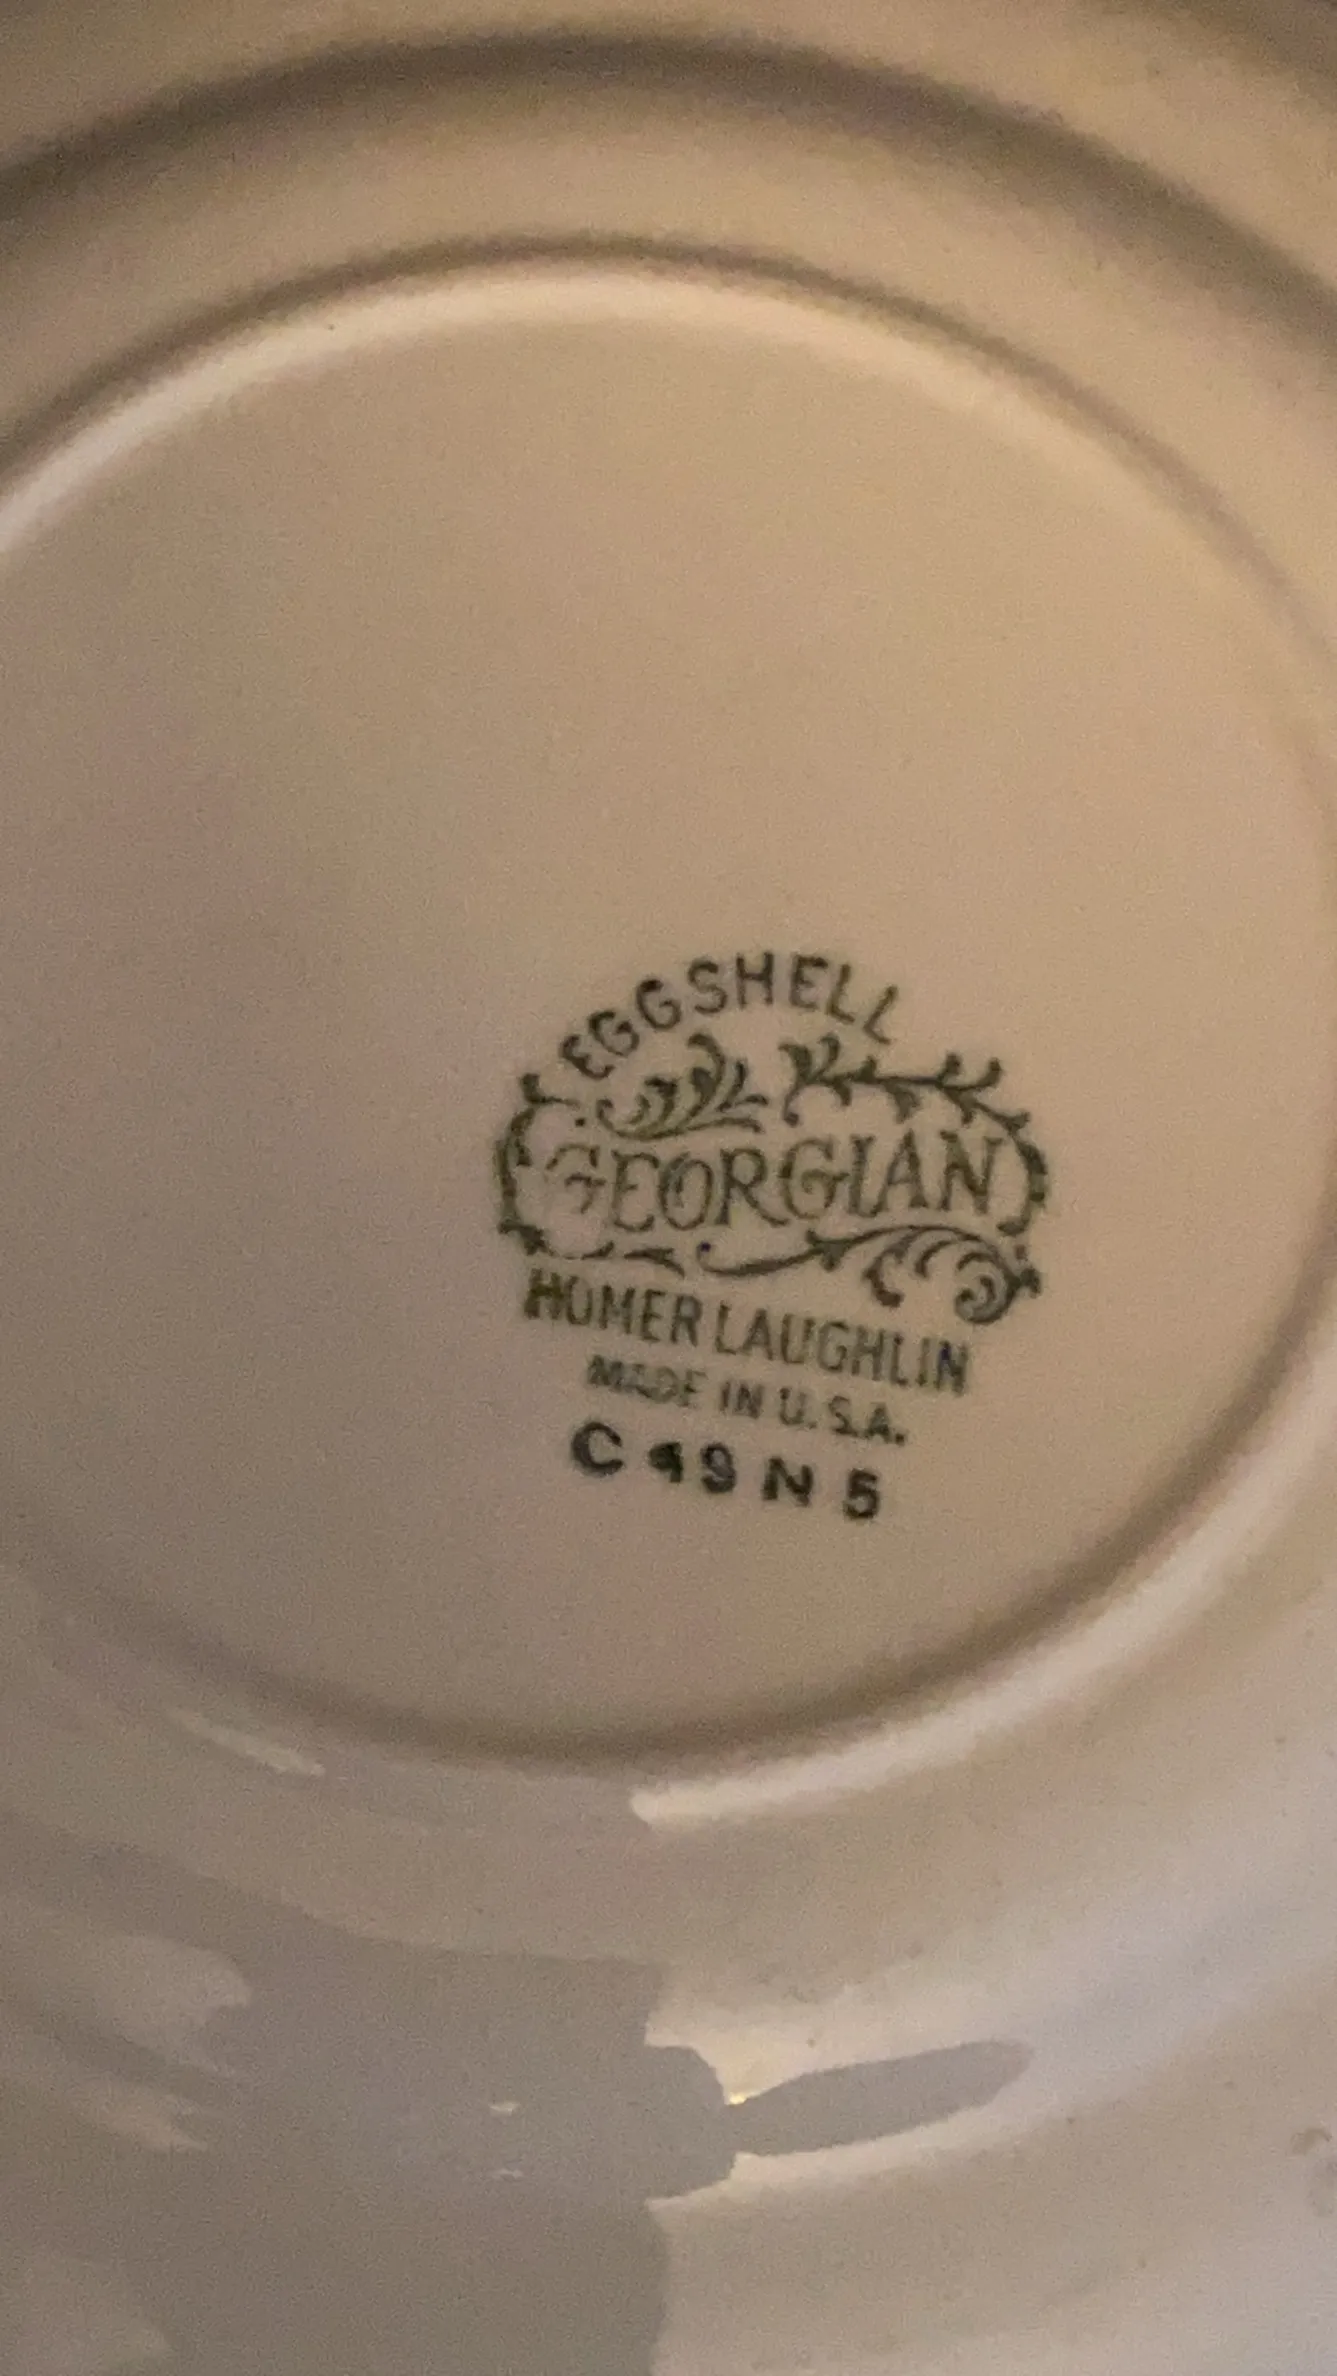 EGGSHELL
GEORGIAN
HOMER LAUGHLIN
MADE IN U.S.A.
C 49 N 5